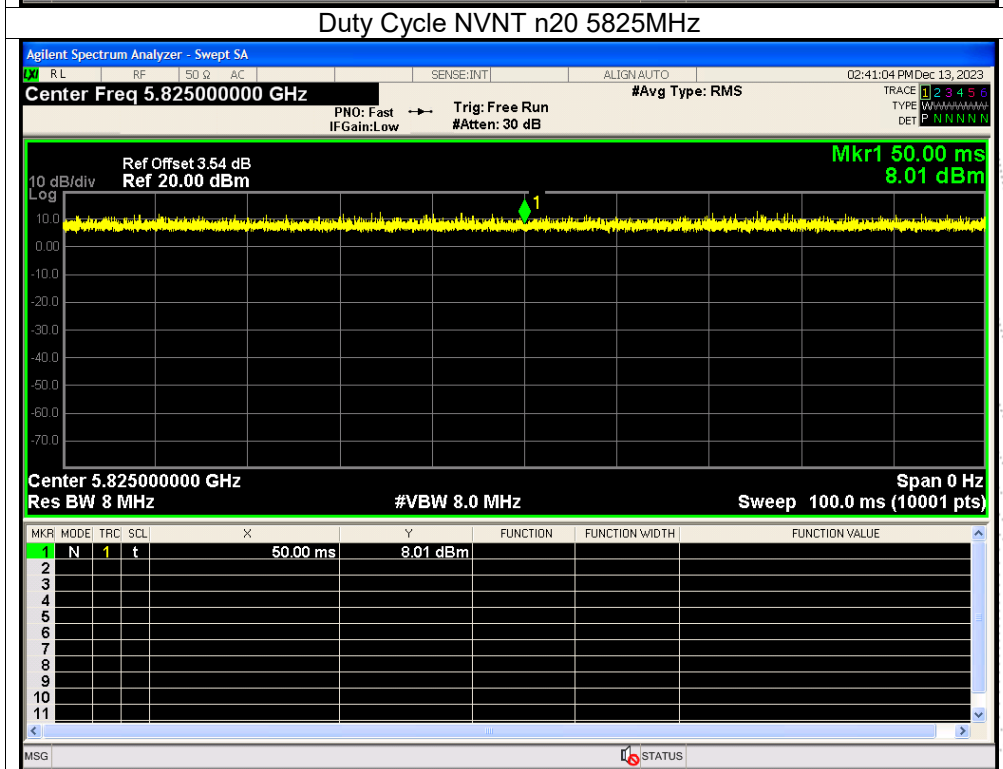 Duty Cycle NVNT n20 5825MHz
Agilent Spectrum Analyzer - Swept SA
LXI RL RF 50 Ω AC SENSE:INT ALIGN AUTO 02:41:04 PM Dec 13, 2023
Center Freq 5.825000000 GHz #Avg Type: RMS TRACE 1 2 3 4 5 6
PNO: Fast Trig: Free Run TYPE WWWWWW
IFGain:Low #Atten: 30 dB DET P N N N N N
Mkr1 50.00 ms
Ref Offset 3.54 dB
10 dB/div Ref 20.00 dBm 8.01 dBm
Log
1
10.0
0.00
-10.0
-20.0
-30.0
-40.0
-50.0
-60.0
-70.0
Center 5.825000000 GHz Span 0 Hz
Res BW 8 MHz #VBW 8.0 MHz Sweep 100.0 ms (10001 pts)
MKR MODE TRC SCL X Y FUNCTION FUNCTION WIDTH FUNCTION VALUE
1 N 1 t 50.00 ms 8.01 dBm
2
3
4
5
6
7
8
9
10
11
MSG STATUS